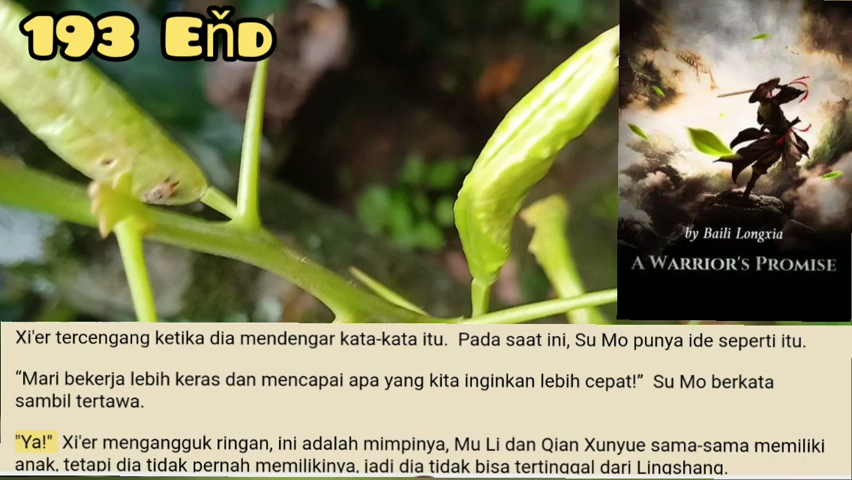 193 Eňd
by Baili Longxia
A Warrior's Promise
Xi'er tercengang ketika dia mendengar kata-kata itu.  Pada saat ini, Su Mo punya ide seperti itu.
“Mari bekerja lebih keras dan mencapai apa yang kita inginkan lebih cepat!”  Su Mo berkata
sambil tertawa.
"Ya!"  Xi'er mengangguk ringan, ini adalah mimpinya, Mu Li dan Qian Xunyue sama-sama memiliki
anak, tetapi dia tidak pernah memilikinya, jadi dia tidak bisa tertinggal dari Lingshang.